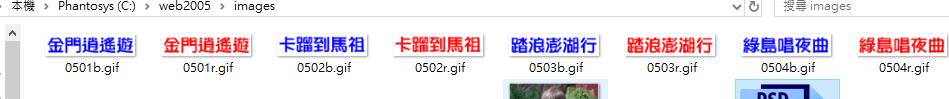 本機 › Phantosys (C:) › web2005 › images
搜尋 images
金門逍遙遊 金門逍遙遊 卡蹓到馬祖 卡蹓到馬祖 踏浪澎湖行 踏浪澎湖行 綠島唱夜曲 綠島唱夜曲
0501b.gif 0501r.gif 0502b.gif 0502r.gif 0503b.gif 0503r.gif 0504b.gif 0504r.gif
PSD